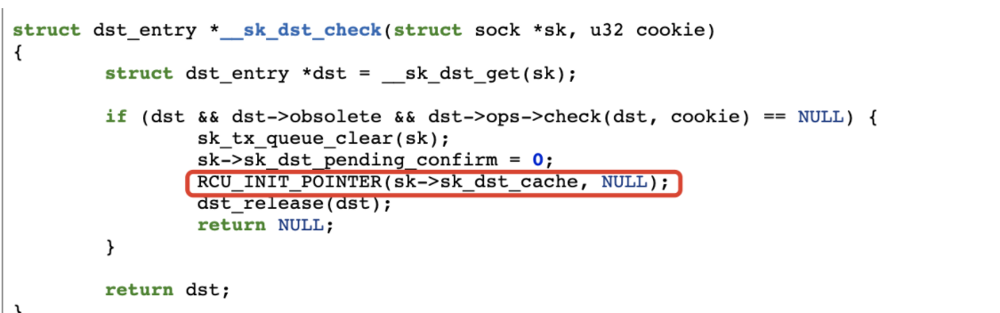 struct dst_entry *__sk_dst_check(struct sock *sk, u32 cookie)
{
        struct dst_entry *dst = __sk_dst_get(sk);

        if (dst && dst->obsolete && dst->ops->check(dst, cookie) == NULL) {
                sk_tx_queue_clear(sk);
                sk->sk_dst_pending_confirm = 0;
                RCU_INIT_POINTER(sk->sk_dst_cache, NULL);
                dst_release(dst);
                return NULL;
        }

        return dst;
}